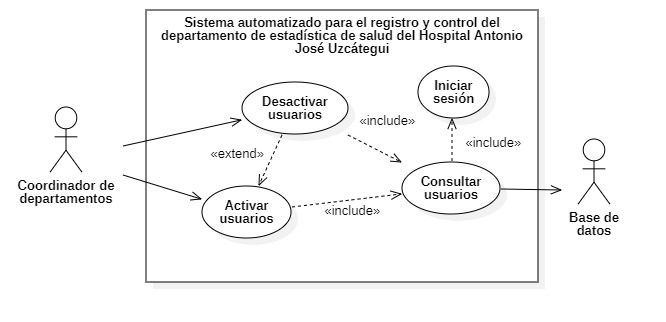 Sistema automatizado para el registro y control del
departamento de estadística de salud del Hospital Antonio
José Uzcátegui
Iniciar
sesión
Desactivar
usuarios
«include»
«include»
«extend»
Coordinador de
departamentos
Consultar
usuarios
Activar
usuarios
«include»
Base de
datos